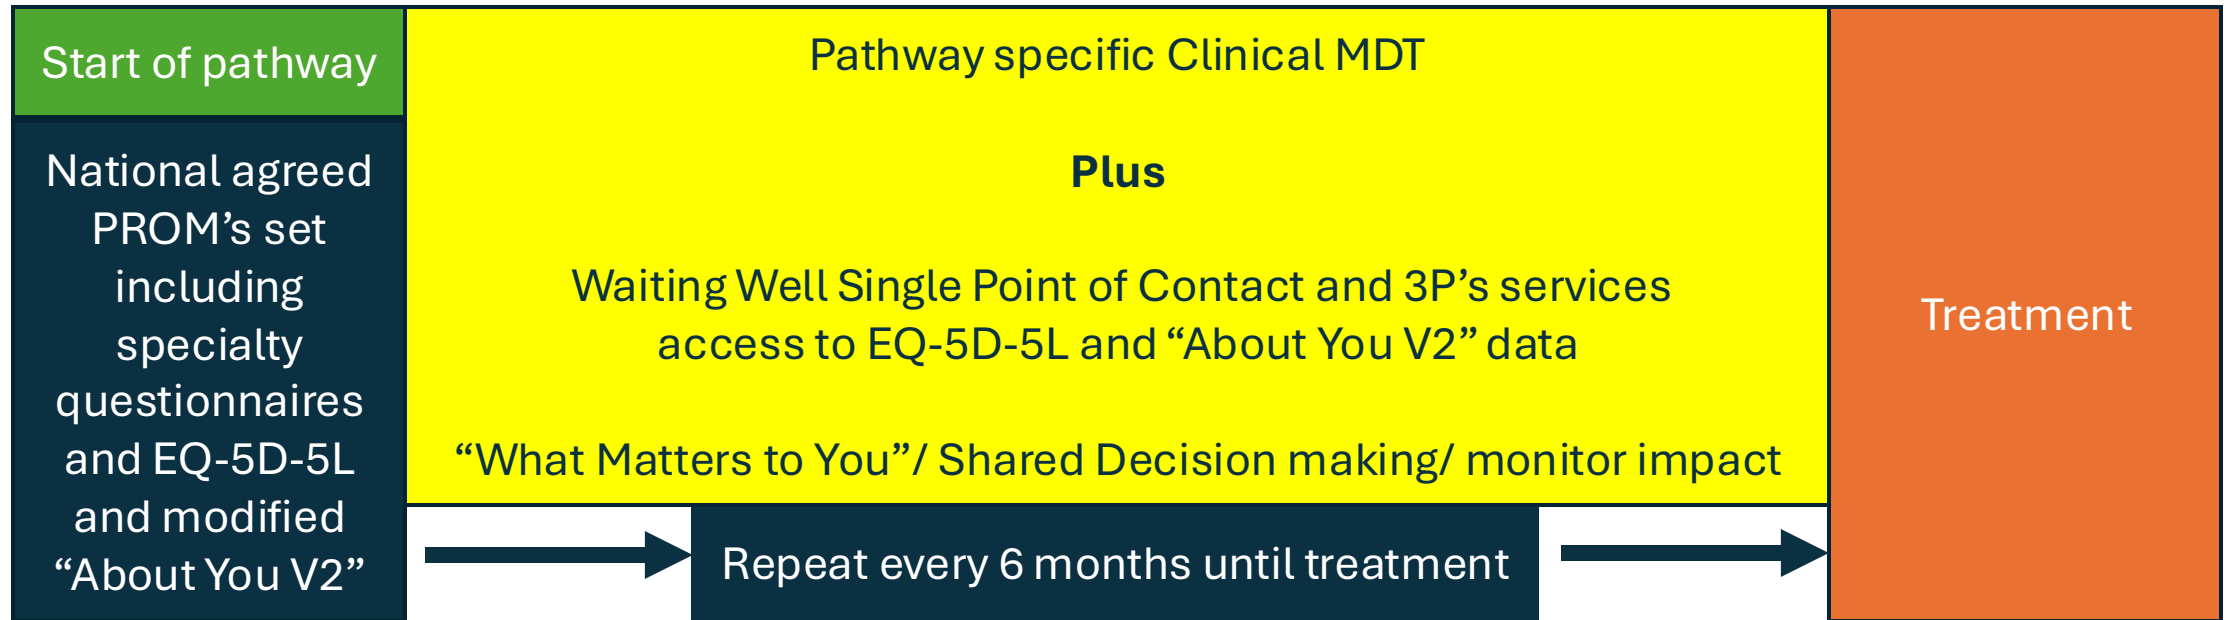 Start of pathway
National agreed
PROM’s set
including
specialty
questionnaires
and EQ-5D-5L
and modified
“About You V2”
Pathway specific Clinical MDT
Plus
Waiting Well Single Point of Contact and 3P’s services
access to EQ-5D-5L and “About You V2” data
“What Matters to You”/ Shared Decision making/ monitor impact
Repeat every 6 months until treatment
Treatment